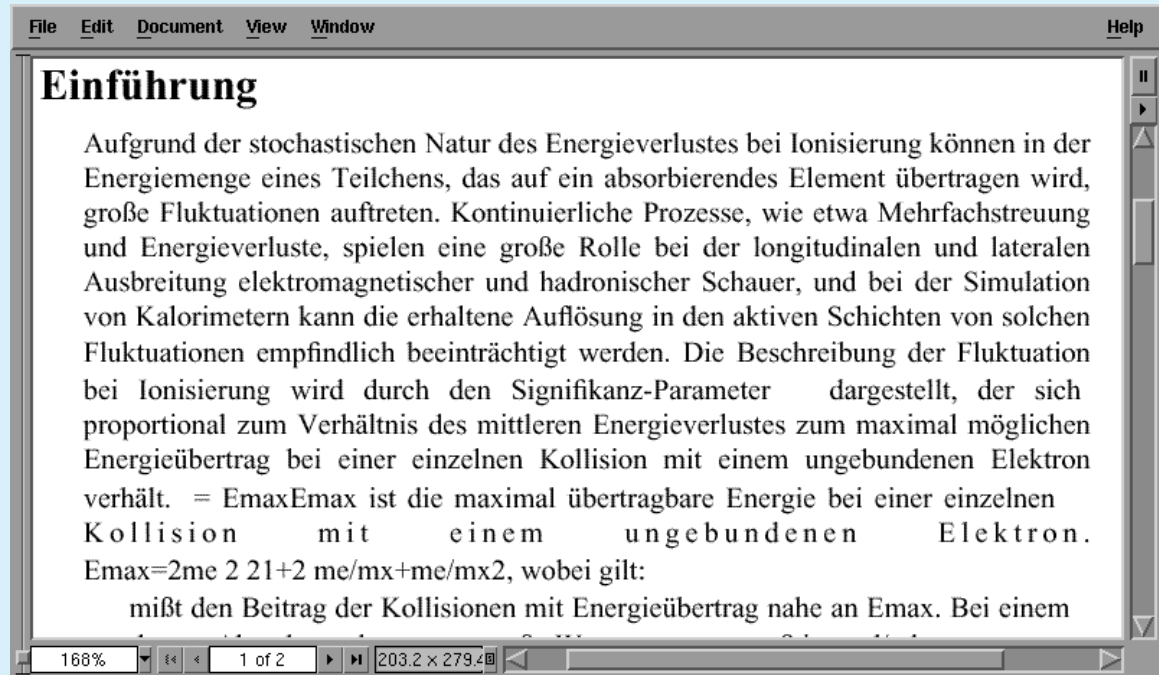 File Edit Document View Window Help
Einführung
Aufgrund der stochastischen Natur des Energieverlustes bei Ionisierung können in der
Energiemenge eines Teilchens, das auf ein absorbierendes Element übertragen wird,
große Fluktuationen auftreten. Kontinuierliche Prozesse, wie etwa Mehrfachstreuung
und Energieverluste, spielen eine große Rolle bei der longitudinalen und lateralen
Ausbreitung elektromagnetischer und hadronischer Schauer, und bei der Simulation
von Kalorimetern kann die erhaltene Auflösung in den aktiven Schichten von solchen
Fluktuationen empfindlich beeinträchtigt werden. Die Beschreibung der Fluktuation
bei Ionisierung wird durch den Signifikanz-Parameter dargestellt, der sich
proportional zum Verhältnis des mittleren Energieverlustes zum maximal möglichen
Energieübertrag bei einer einzelnen Kollision mit einem ungebundenen Elektron
verhält. = EmaxEmax ist die maximal übertragbare Energie bei einer einzelnen
Kollision mit einem ungebundenen Elektron.
Emax=2me 2 21+2 me/mx+me/mx2, wobei gilt:
mißt den Beitrag der Kollisionen mit Energieübertrag nahe an Emax. Bei einem
168% 1 of 2 203.2 x 279.4